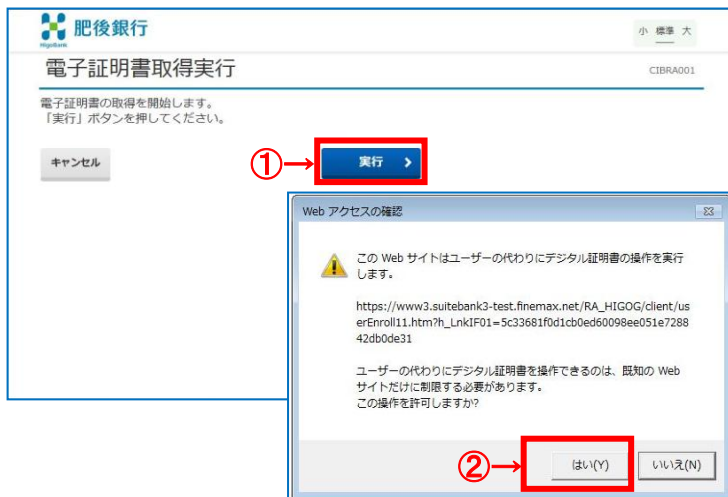 肥後銀行
HigoBank
小 標準 大
電子証明書取得実行
CIBRA001
電子証明書の取得を開始します。
「実行」ボタンを押してください。
キャンセル
①→
実行 >
Web アクセスの確認
この Web サイトはユーザーの代わりにデジタル証明書の操作を実行
します。
https://www3.suitebank3-test.finemax.net/RA_HIGOG/client/us
erEnroll11.htm?h_LnkIF01=5c33681f0d1cb0ed60098ee051e7288
42db0de31
ユーザーの代わりにデジタル証明書を操作できるのは、既知の Web
サイトだけに制限する必要があります。
この操作を許可しますか?
②→
はい(Y)
いいえ(N)